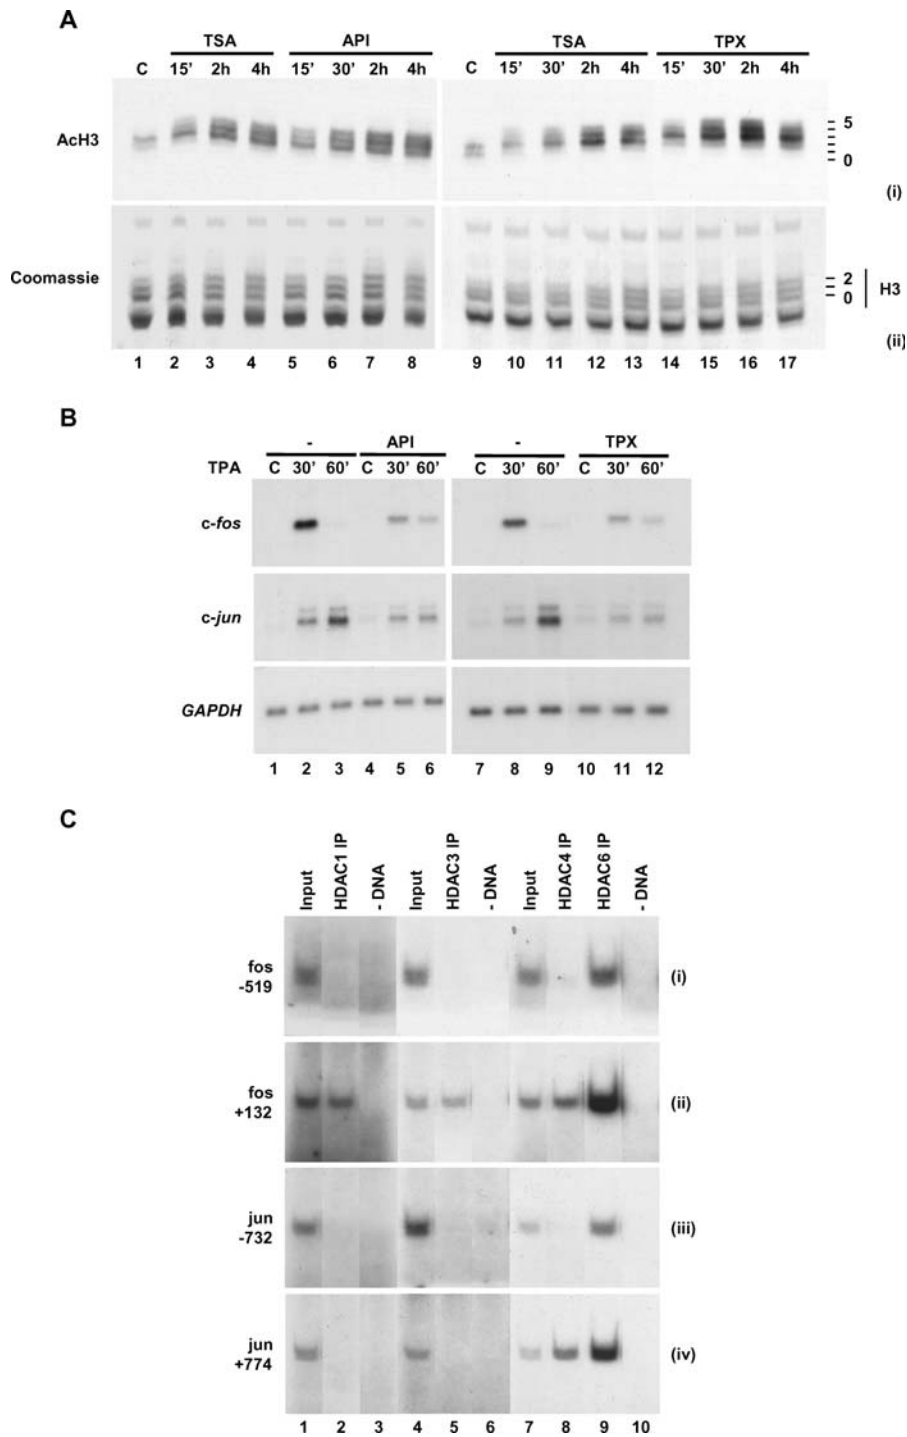 A
TSA API TSA TPX
C 15' 2h 4h 15' 30' 2h 4h C 15' 30' 2h 4h 15' 30' 2h 4h
AcH3 5
0
(i)
Coomassie 2
0 H3
(ii)
1 2 3 4 5 6 7 8 9 10 11 12 13 14 15 16 17
B
- API - TPX
TPA C 30' 60' C 30' 60' C 30' 60' C 30' 60'
c-fos
c-jun
GAPDH
1 2 3 4 5 6 7 8 9 10 11 12
C
Input HDAC1 IP - DNA Input HDAC3 IP - DNA Input HDAC4 IP HDAC6 IP - DNA
fos
-519 (i)
fos
+132 (ii)
jun
-732 (iii)
jun
+774 (iv)
1 2 3 4 5 6 7 8 9 10